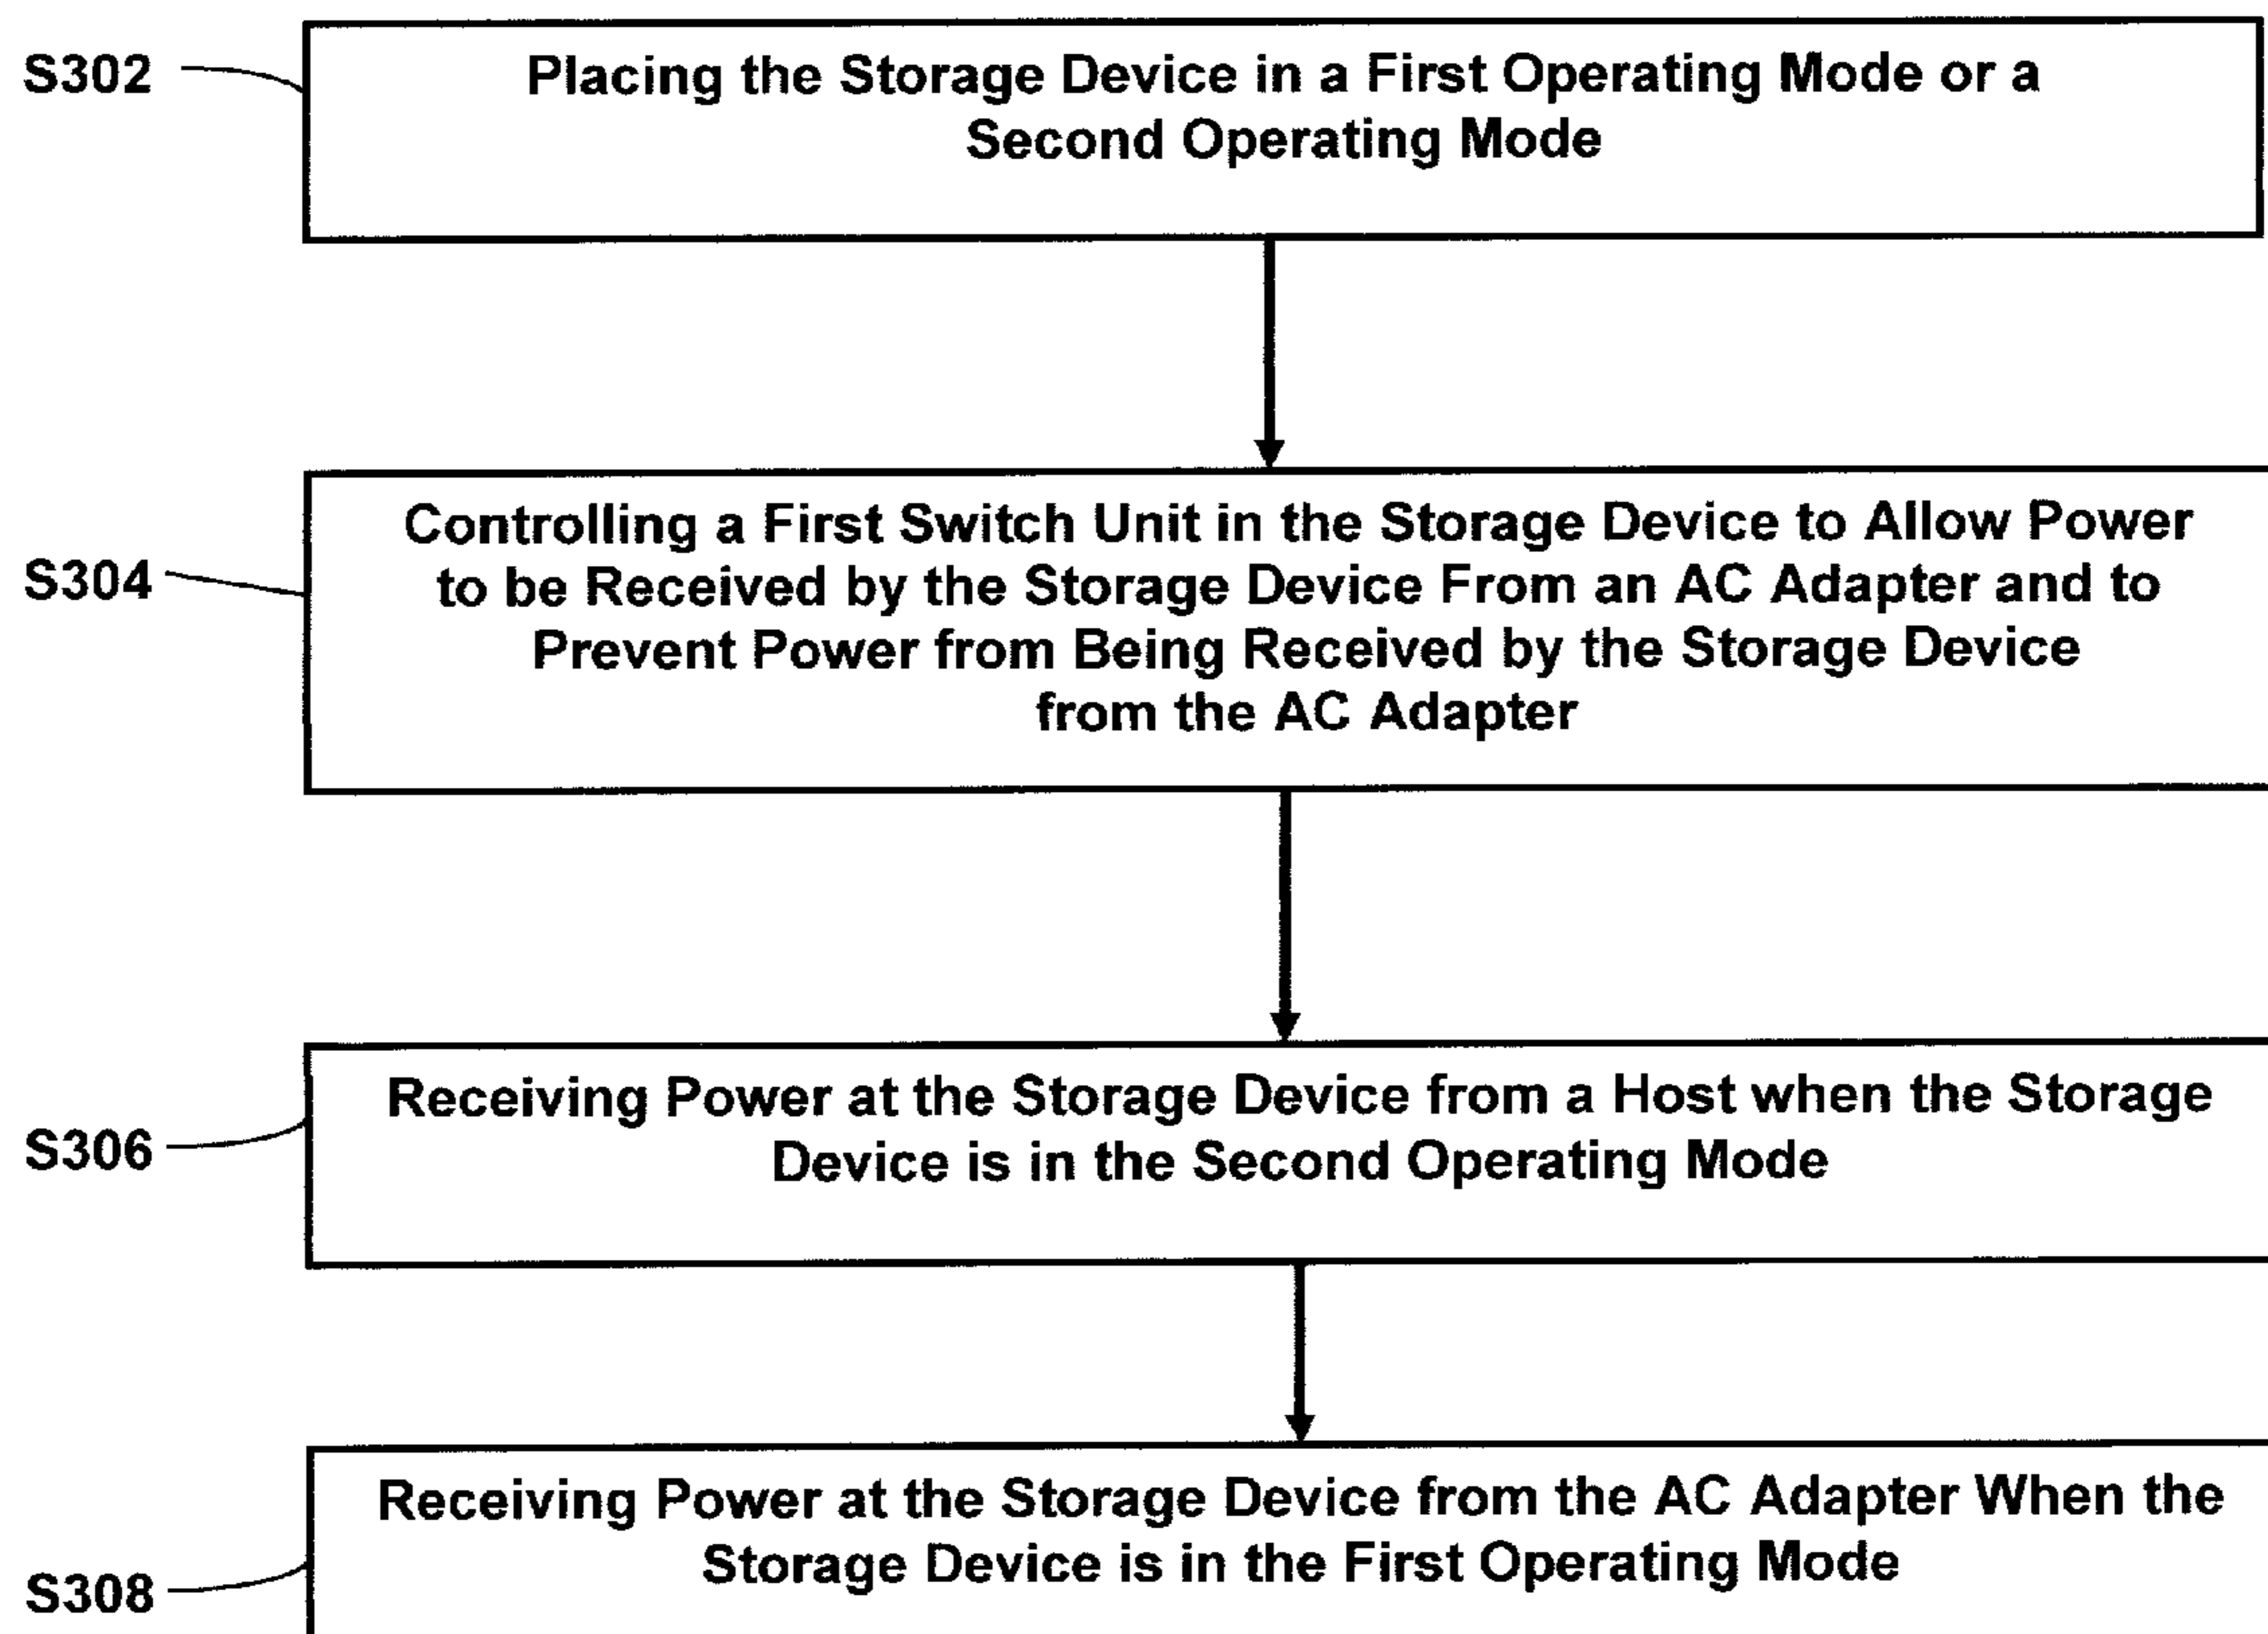 S302
Placing the Storage Device in a First Operating Mode or a
Second Operating Mode
S304
Controlling a First Switch Unit in the Storage Device to Allow Power
to be Received by the Storage Device From an AC Adapter and to
Prevent Power from Being Received by the Storage Device
from the AC Adapter
S306
Receiving Power at the Storage Device from a Host when the Storage
Device is in the Second Operating Mode
S308
Receiving Power at the Storage Device from the AC Adapter When the
Storage Device is in the First Operating Mode